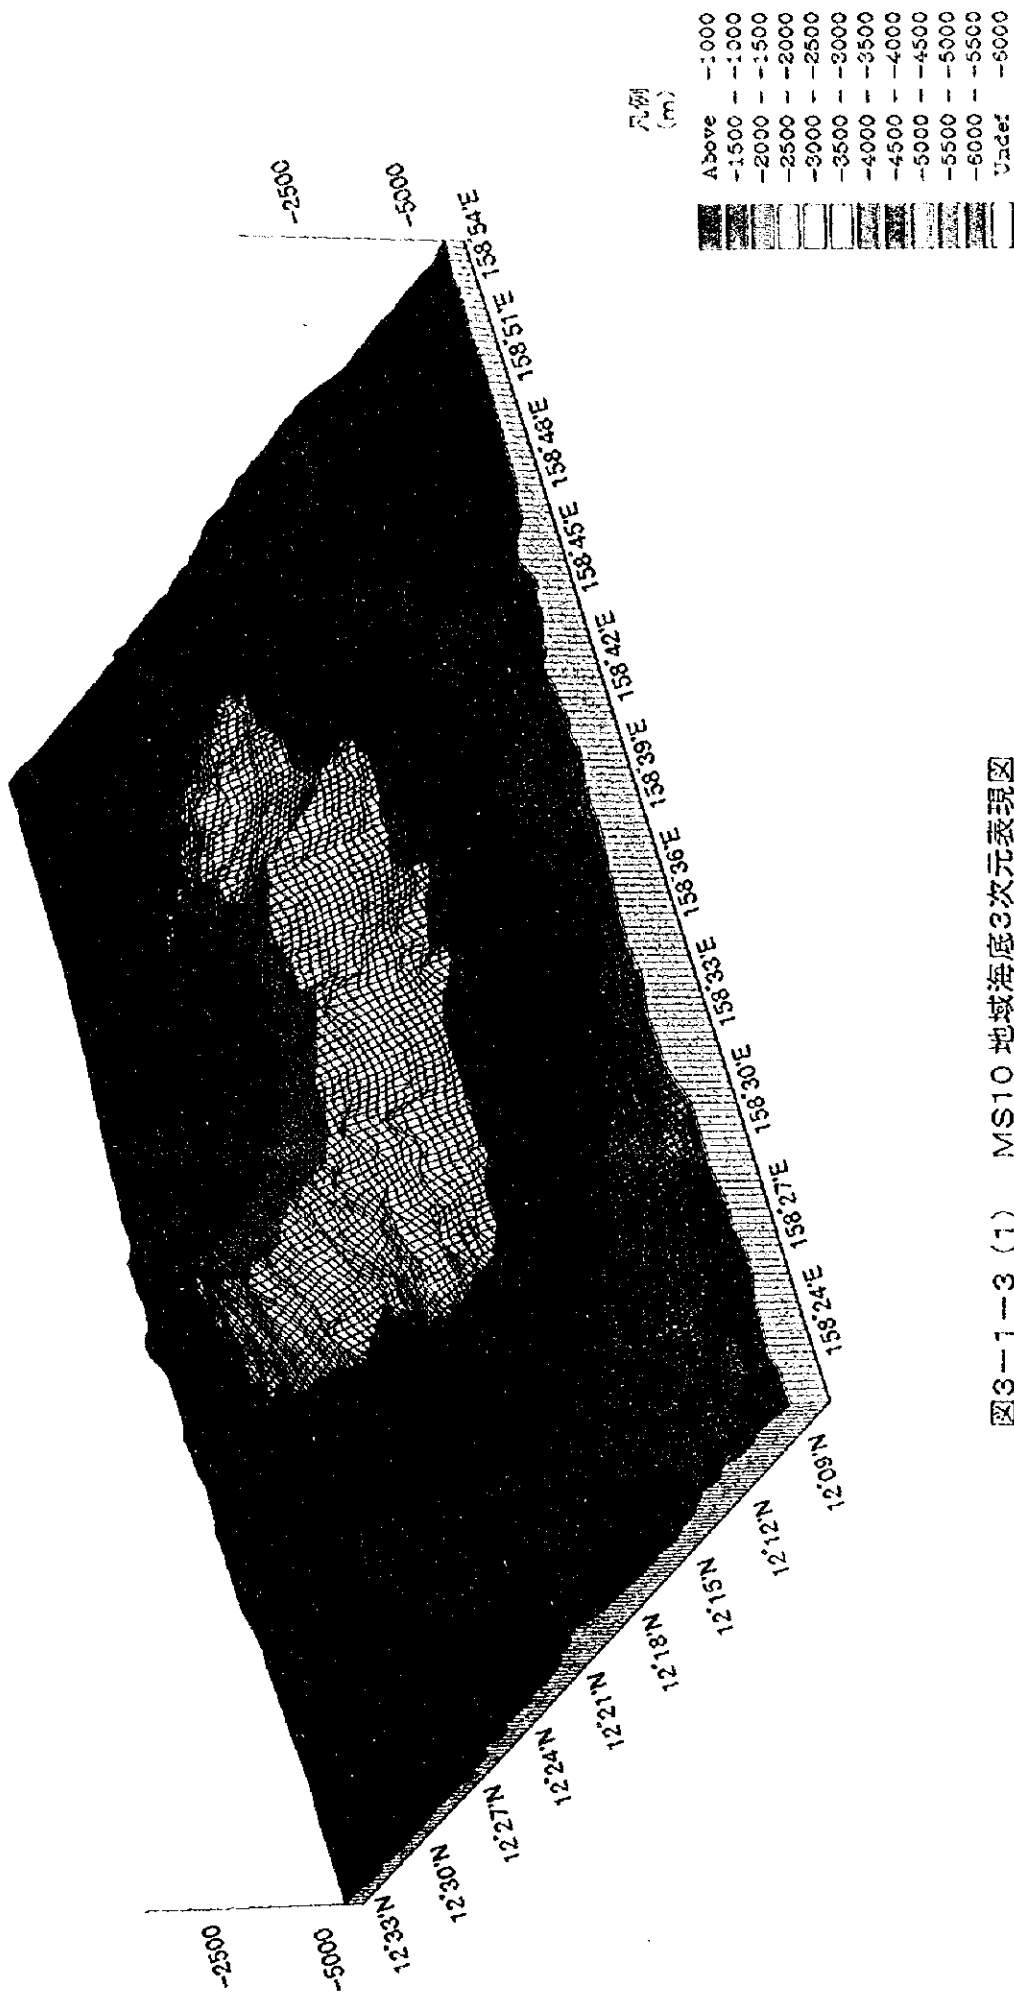 -2500
-5000
12°33'N
12°30'N
12°27'N
12°24'N
12°21'N
12°18'N
12°15'N
12°12'N
12°09'N
158°24'E
158°27'E
158°30'E
158°33'E
158°36'E
158°39'E
158°42'E
158°45'E
158°48'E
158°51'E
158°54'E
-2500
-5000
凡例
(m)
Above -1000
-1500 - -1000
-2000 - -1500
-2500 - -2000
-3000 - -2500
-3500 - -3000
-4000 - -3500
-4500 - -4000
-5000 - -4500
-5500 - -5000
-6000 - -5500
Under -6000
図3-1-3 (1) MS10 地域海底3次元表現図